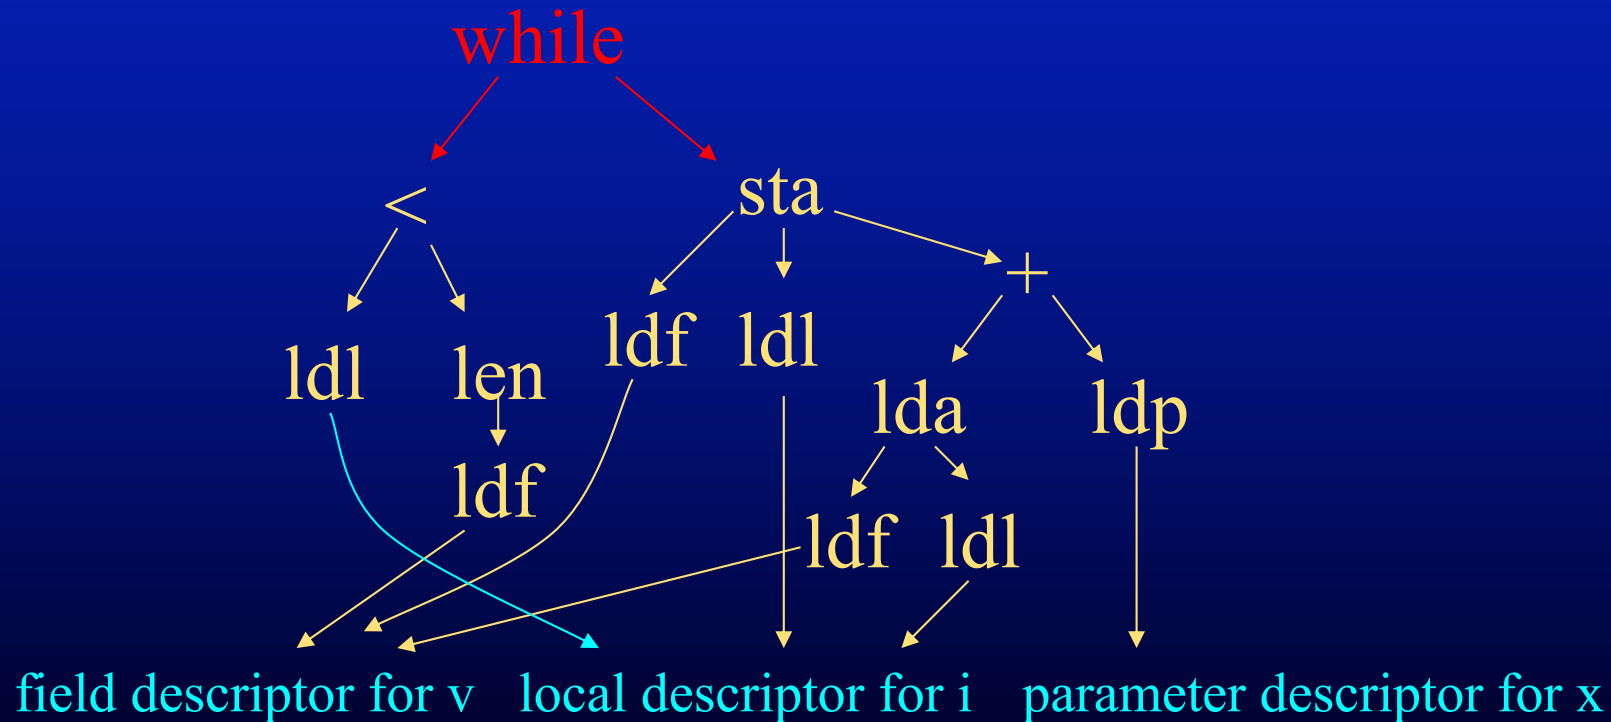 while
<
sta
+
ldl
len
ldf
ldl
lda
ldp
ldf
ldf
ldl
field descriptor for v
local descriptor for i
parameter descriptor for x